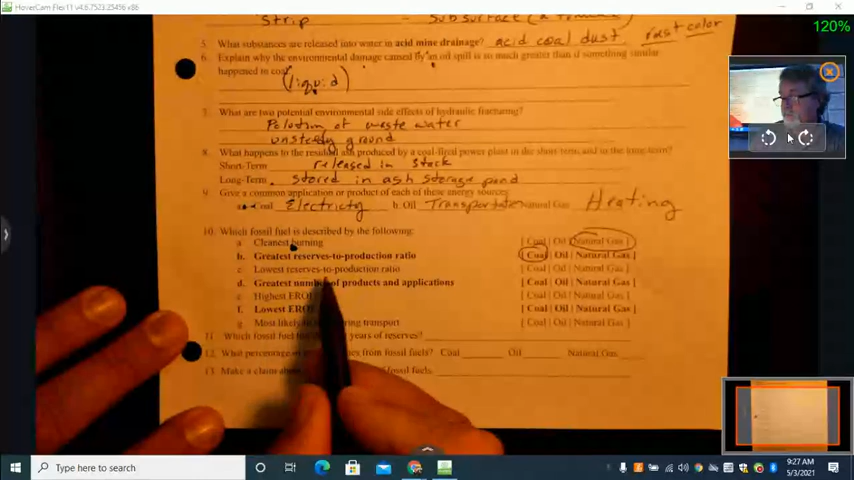 HoverCam Flex11 v4.6.7523.25456 x86
120%
Strip - Subsurface
5. What substances are released into water in acid mine drainage? acid coal dust fast color
6. Explain why the environmental damage caused by an oil spill is so much greater than if something similar
happened in coal.
(liquid)
7. What are two potential environmental side effects of hydraulic fracturing?
Polution of waste water
unsteady ground
8. What happens to the residual ash produced by a coal-fired power plant in the short-term and in the long-term?
Short-Term released in stack
Long-Term. stored in ash storage pond
9. Give a common application or product of each of these energy sources
a. Coal Electricity b. Oil Transportation Natural Gas Heating
10. Which fossil fuel is described by the following:
a Cleanest burning [ Coal | Oil | Natural Gas ]
b. Greatest reserves-to-production ratio [ Coal | Oil | Natural Gas ]
c. Lowest reserves-to-production ratio [ Coal | Oil | Natural Gas ]
d. Greatest number of products and applications [ Coal | Oil | Natural Gas ]
e Highest EROI [ Coal | Oil | Natural Gas ]
f. Lowest EROI [ Coal | Oil | Natural Gas ]
g. Most likely transport [ Coal | Oil | Natural Gas ]
11. Which fossil fuel years of reserves?
12. What percentage of from fossil fuels? Coal Oil Natural Gas
13. Make a claim fossil fuels.
Type here to search
9:27 AM
5/3/2021